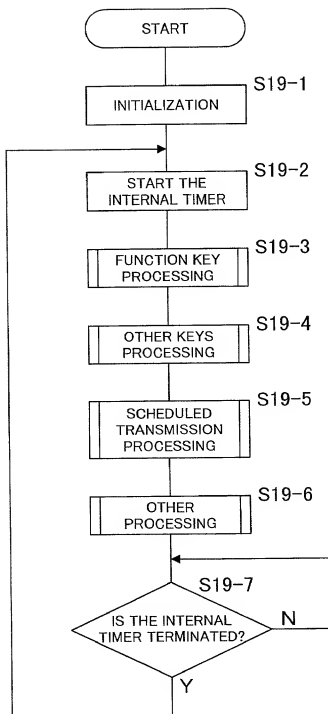 START
S19-1
INITIALIZATION
S19-2
START THE
INTERNAL TIMER
S19-3
FUNCTION KEY
PROCESSING
S19-4
OTHER KEYS
PROCESSING
S19-5
SCHEDULED
TRANSMISSION
PROCESSING
S19-6
OTHER
PROCESSING
S19-7
IS THE INTERNAL
TIMER TERMINATED?
N
Y